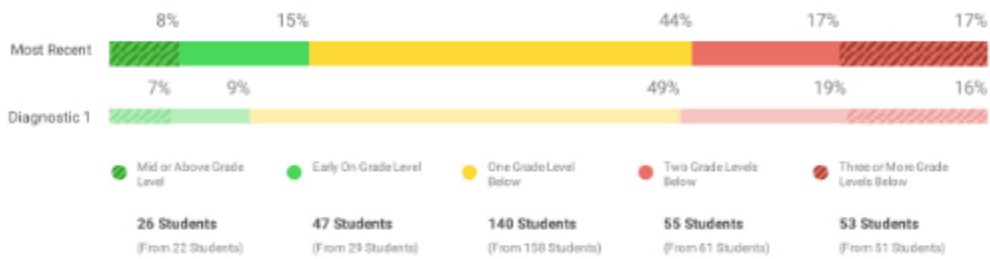 8% 15% 44% 17% 17%
Most Recent
7% 9% 49% 19% 16%
Diagnostic 1
Mid or Above Grade
Level
Early On Grade Level
One Grade Level
Below
Two Grade Levels
Below
Three or More Grade
Levels Below
26 Students
(From 22 Students)
47 Students
(From 29 Students)
140 Students
(From 158 Students)
55 Students
(From 61 Students)
53 Students
(From 51 Students)